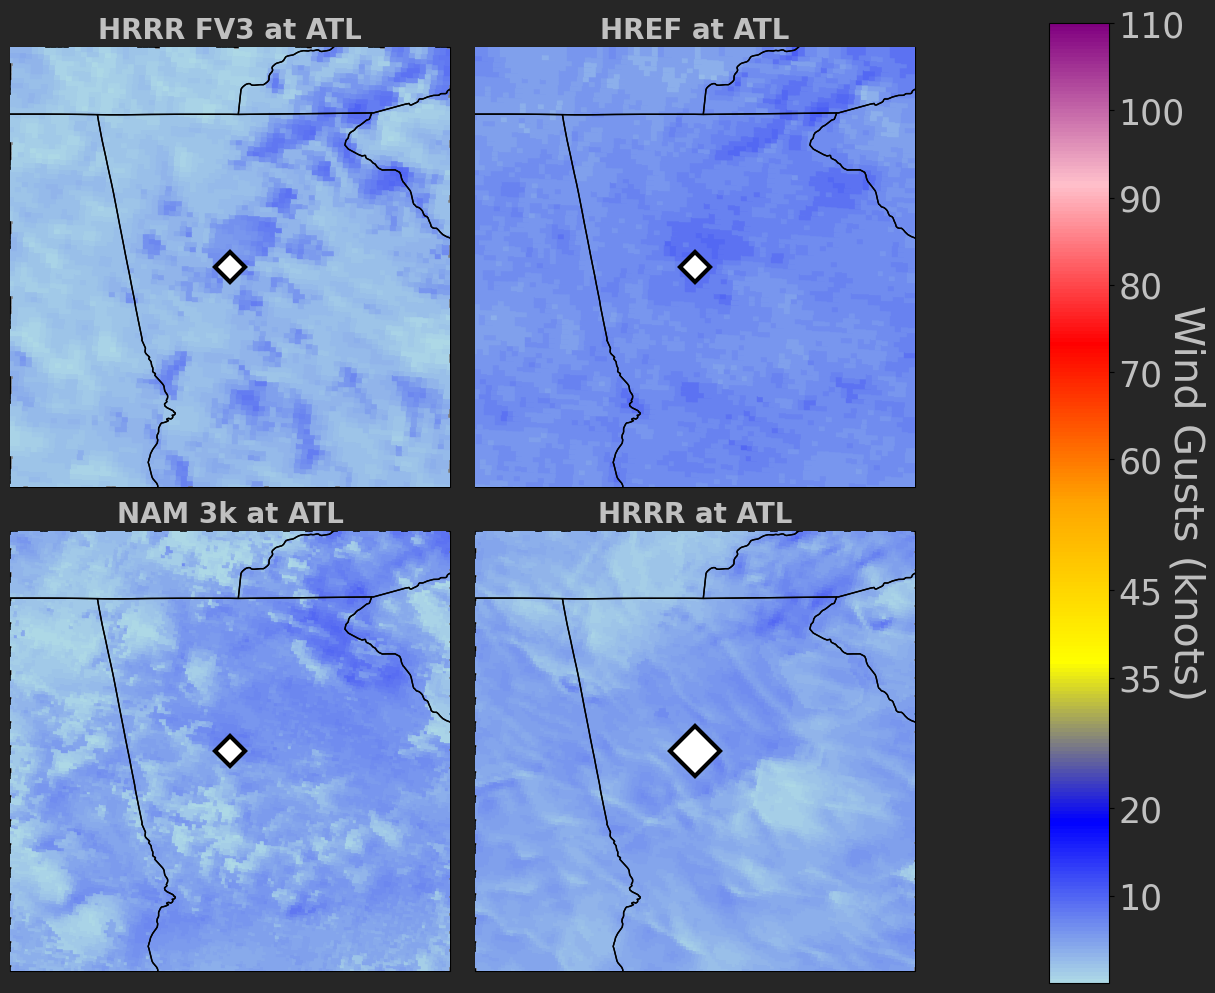 HRRR FV3 at ATL
HREF at ATL
NAM 3k at ATL
HRRR at ATL
110
100
90
80
70
60
45
35
20
10
Wind Gusts (knots)